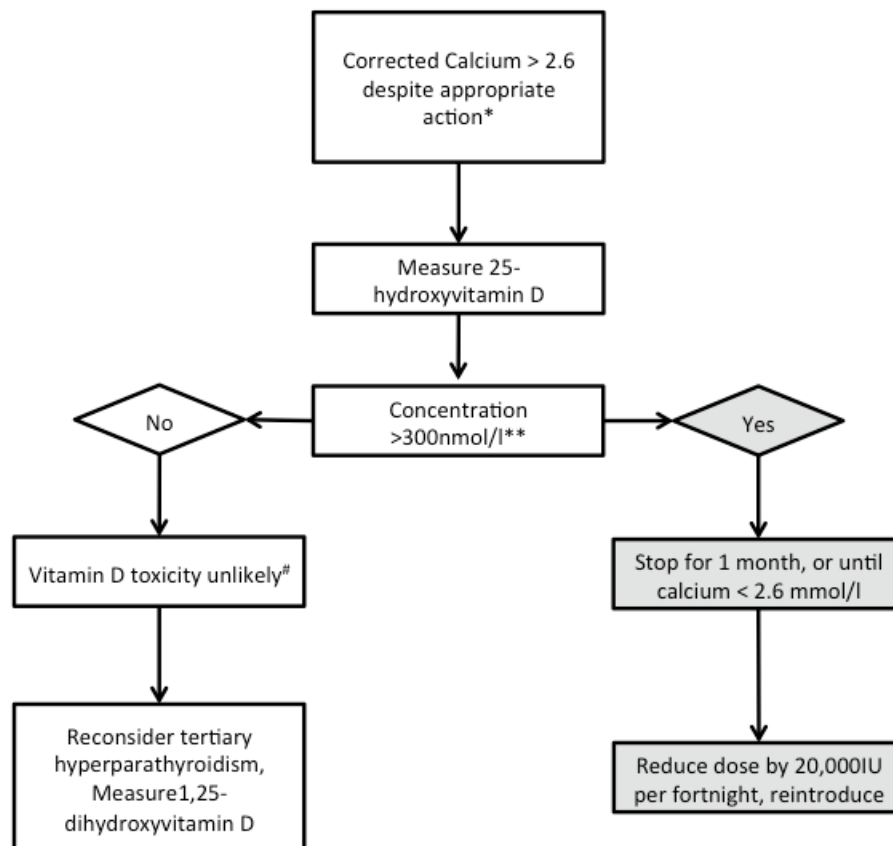 Corrected Calcium > 2.6
despite appropriate
action*
Measure 25-
hydroxyvitamin D
No
Concentration
>300nmol/l**
Yes
Vitamin D toxicity unlikely#
Stop for 1 month, or until
calcium < 2.6 mmol/l
Reconsider tertiary
hyperparathyroidism,
Measure1,25-
dihydroxyvitamin D
Reduce dose by 20,000IU
per fortnight, reintroduce